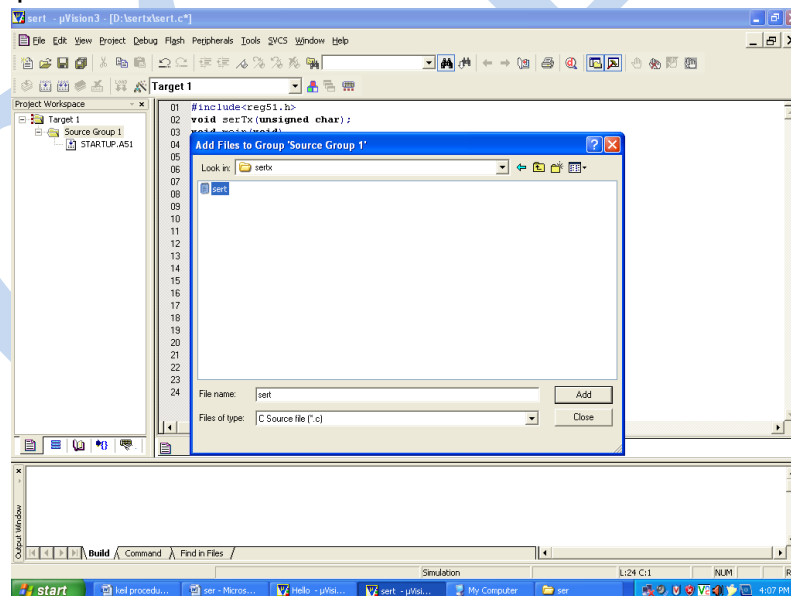 sert - µVision3 - [D:\sertx\sert.c*]
File Edit View Project Debug Flash Peripherals Tools SVCS Window Help
Target 1
Project Workspace
Target 1
Source Group 1
STARTUP.A51
01 #include<reg51.h>
02 void serTx(unsigned char);
03 void main(void)
04
05
06
07
08
09
10
11
12
13
14
15
16
17
18
19
20
21
22
23
24
Add Files to Group 'Source Group 1'
Look in: sertx
sert
File name: sert
Add
Files of type: C Source file (*.c)
Close
Output Window
Build Command Find in Files
Simulation L:24 C:1 NUM R
start keil procedu... ser - Micros... Hello - µVisi... sert - µVisi... My Computer ser 4:07 PM